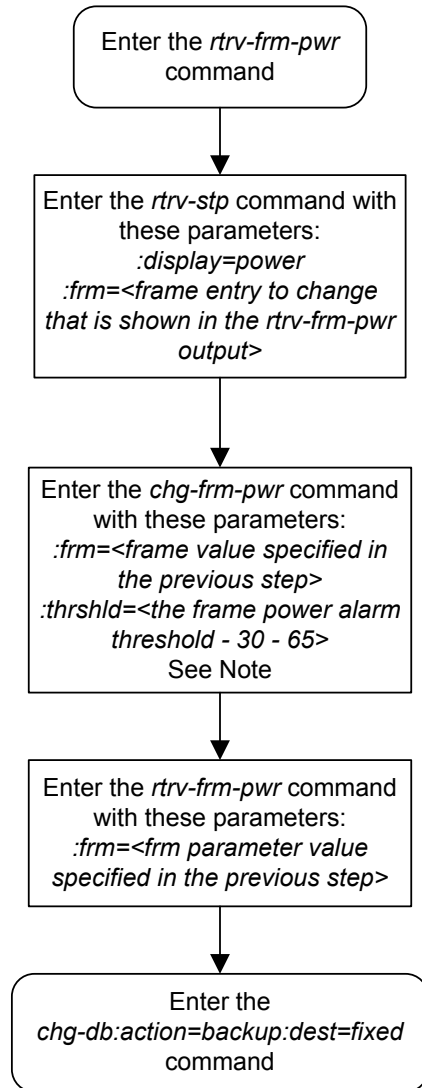 Enter the rtrv-frm-pwr
command
Enter the rtrv-stp command with
these parameters:
:display=power
:frm=<frame entry to change
that is shown in the rtrv-frm-pwr
output>
Enter the chg-frm-pwr command
with these parameters:
:frm=<frame value specified in
the previous step>
:thrshld=<the frame power alarm
threshold - 30 - 65>
See Note
Enter the rtrv-frm-pwr command
with these parameters:
:frm=<frm parameter value
specified in the previous step>
Enter the
chg-db:action=backup:dest=fixed
command